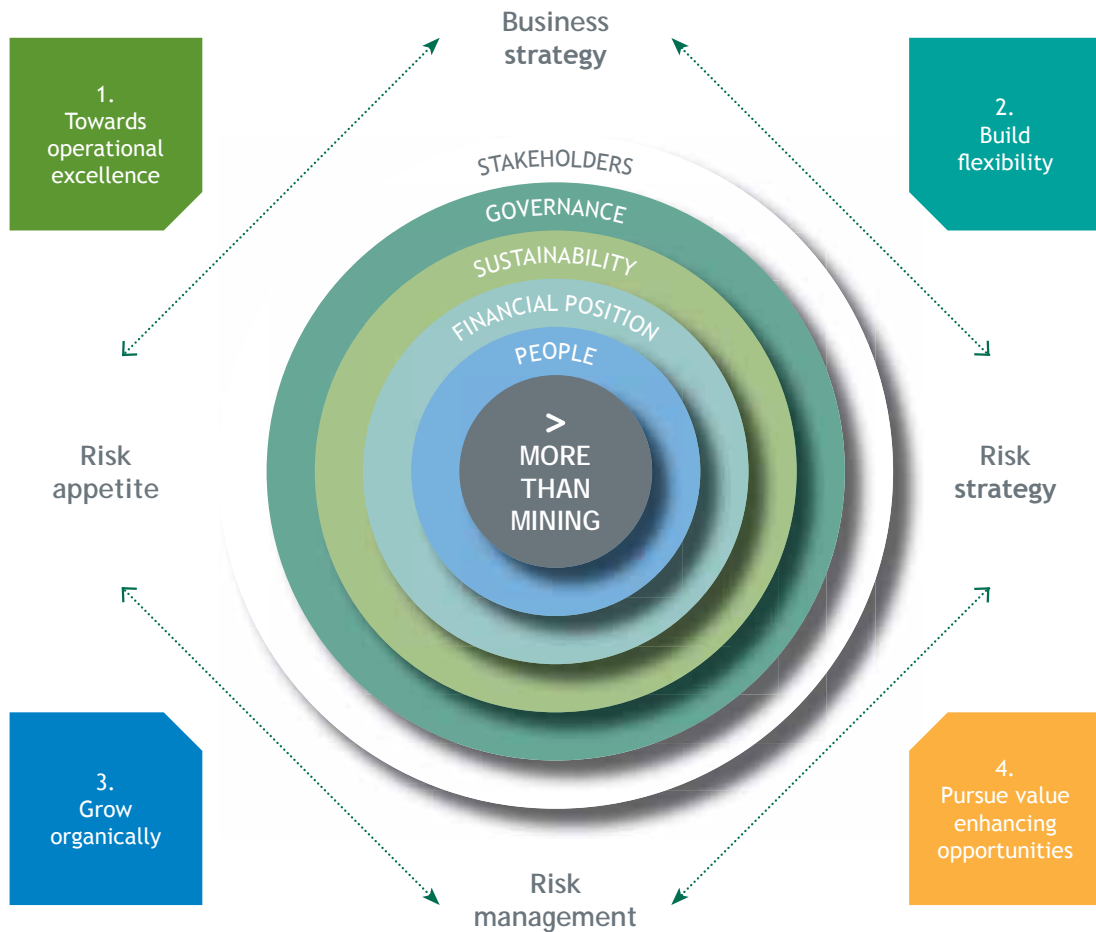 Business
strategy
1.
Towards
operational
excellence
2.
Build
flexibility
STAKEHOLDERS
GOVERNANCE
SUSTAINABILITY
FINANCIAL POSITION
PEOPLE
>
MORE
THAN
MINING
Risk
appetite
Risk
strategy
3.
Grow
organically
4.
Pursue value
enhancing
opportunities
Risk
management